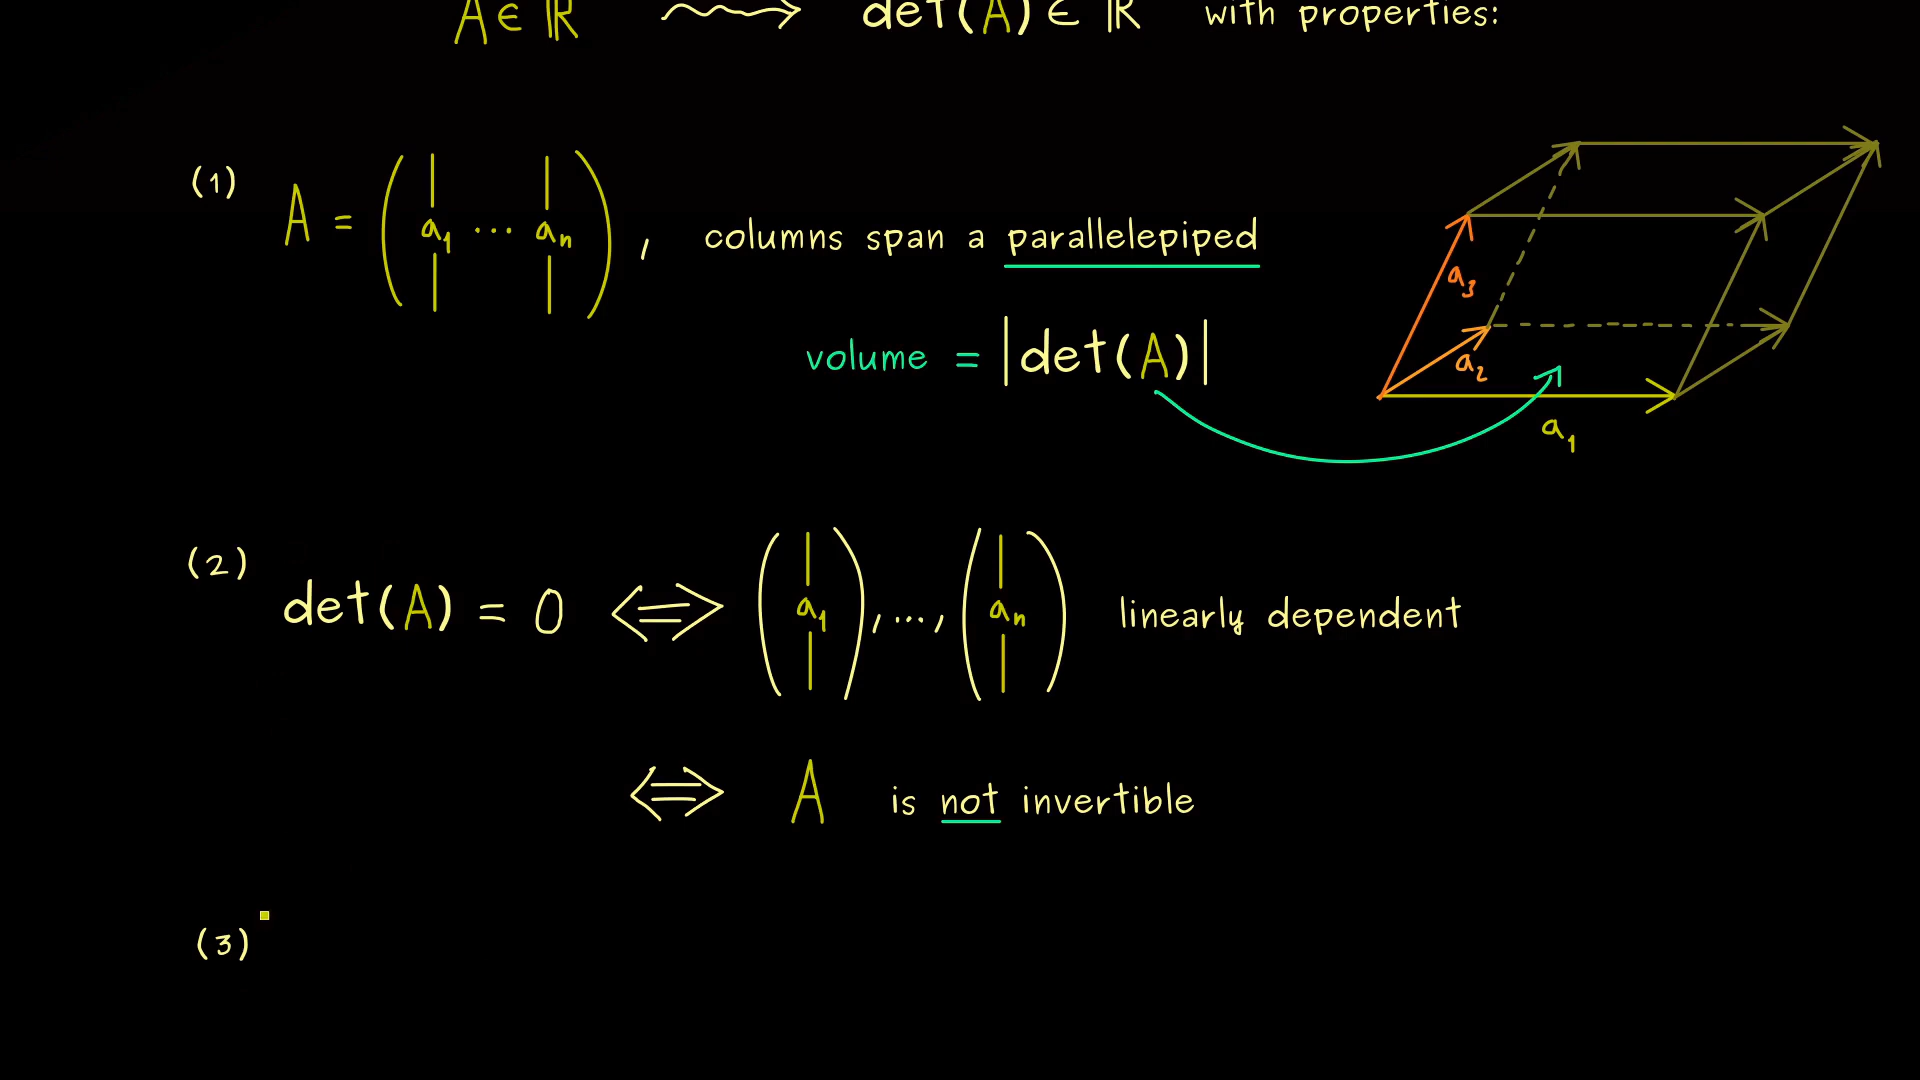 A ∈ ℝ ⇝ det(A) ∈ ℝ with properties:
(1) A = ( a₁ ⋯ aₙ ) , columns span a parallelepiped
volume = |det(A)|
a₃
a₂
a₁
(2) det(A) = 0 ⟺ ( a₁ ), …, ( aₙ ) linearly dependent
⟺ A is not invertible
(3)